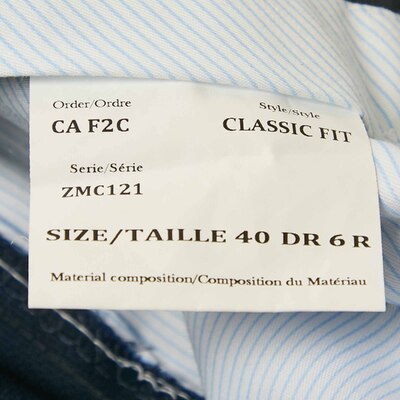 Order/Ordre
Style/Style
CA F2C
CLASSIC FIT
Serie/Série
ZMC121
SIZE/TAILLE 40 DR 6 R
Material composition/Composition du Matériau